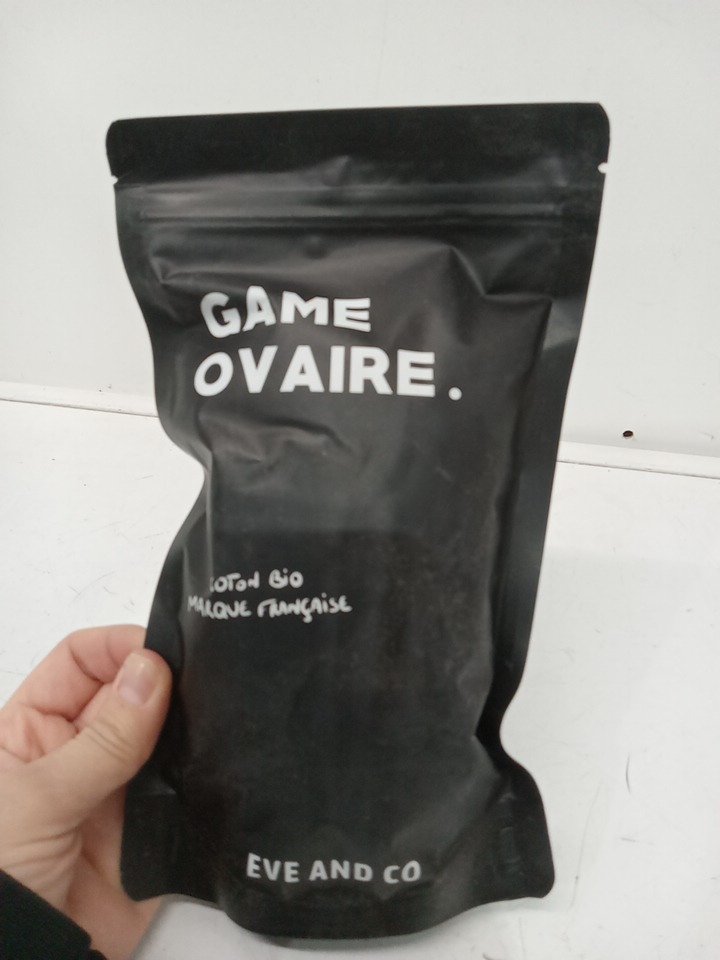 GAME
OVAIRE.
COTON BIO
MARQUE FRANÇAISE
EVE AND CO